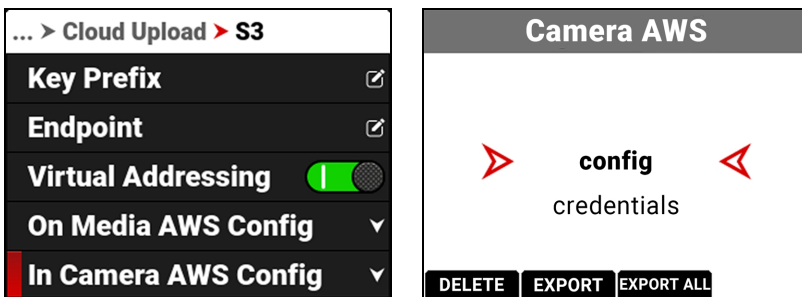 ... > Cloud Upload > S3
Key Prefix
Endpoint
Virtual Addressing
On Media AWS Config
In Camera AWS Config
Camera AWS
config
credentials
DELETE EXPORT EXPORT ALL